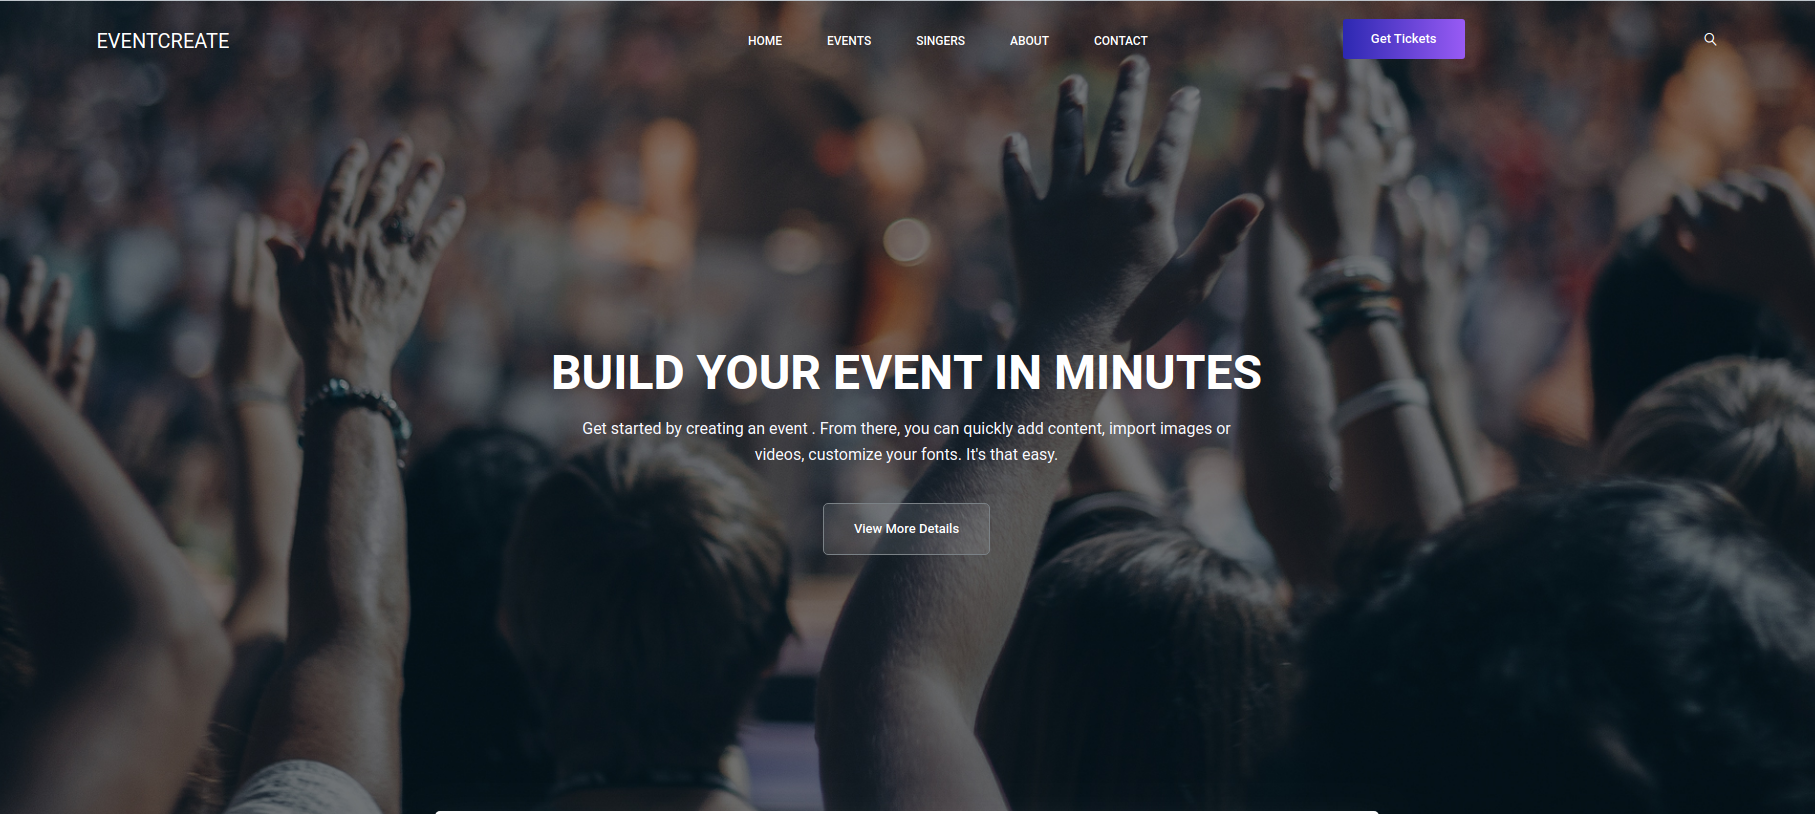 EVENTCREATE
HOME EVENTS SINGERS ABOUT CONTACT
Get Tickets
BUILD YOUR EVENT IN MINUTES
Get started by creating an event . From there, you can quickly add content, import images or
videos, customize your fonts. It's that easy.
View More Details